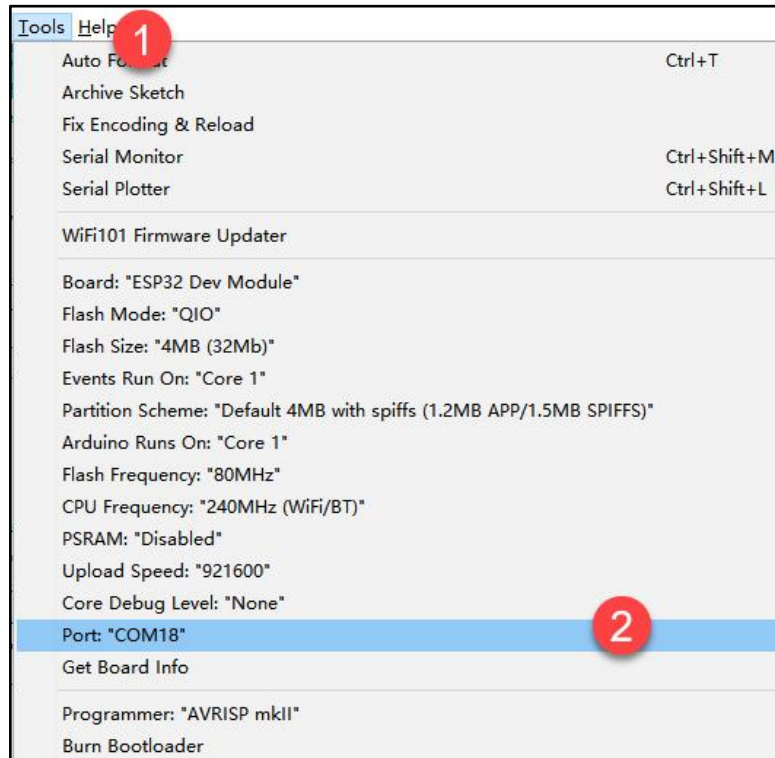 Tools Help
1
Auto Format Ctrl+T
Archive Sketch
Fix Encoding & Reload
Serial Monitor Ctrl+Shift+M
Serial Plotter Ctrl+Shift+L
WiFi101 Firmware Updater
Board: "ESP32 Dev Module"
Flash Mode: "QIO"
Flash Size: "4MB (32Mb)"
Events Run On: "Core 1"
Partition Scheme: "Default 4MB with spiffs (1.2MB APP/1.5MB SPIFFS)"
Arduino Runs On: "Core 1"
Flash Frequency: "80MHz"
CPU Frequency: "240MHz (WiFi/BT)"
PSRAM: "Disabled"
Upload Speed: "921600"
Core Debug Level: "None"
Port: "COM18" 2
Get Board Info
Programmer: "AVRISP mkII"
Burn Bootloader